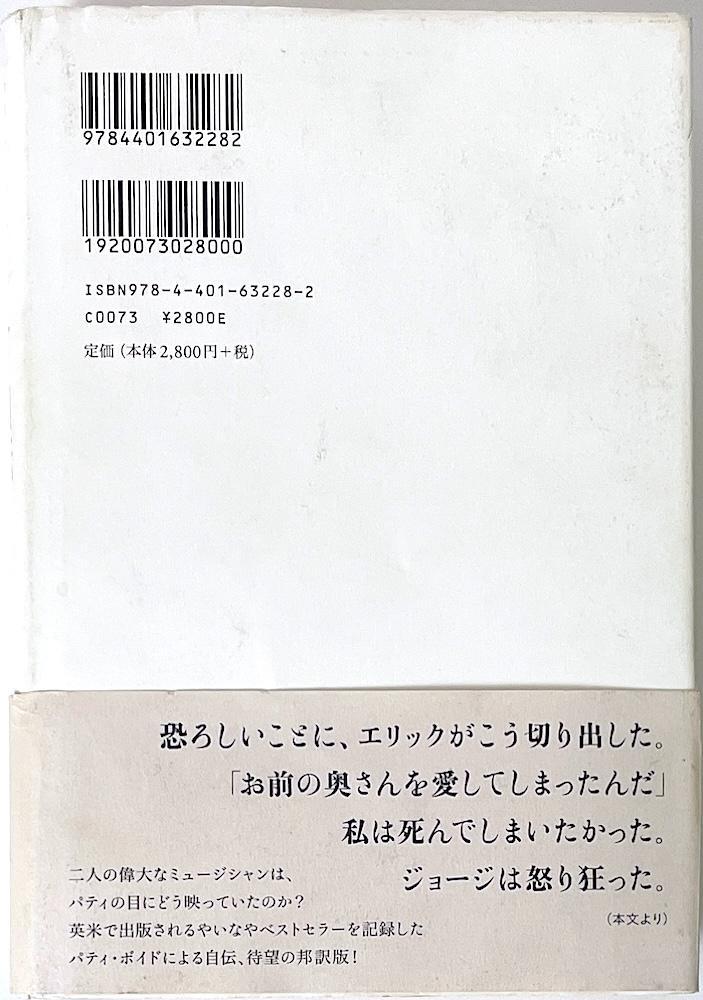 9784401632282
1920073028000
ISBN978-4-401-63228-2
C0073 ¥2800E
定価（本体2,800円＋税）
恐ろしいことに、エリックがこう切り出した。
「お前の奥さんを愛してしまったんだ」
私は死んでしまいたかった。
ジョージは怒り狂った。
（本文より）
二人の偉大なミュージシャンは、
パティの目にどう映っていたのか？
英米で出版されるやいなやベストセラーを記録した
パティ・ボイドによる自伝、待望の邦訳版！